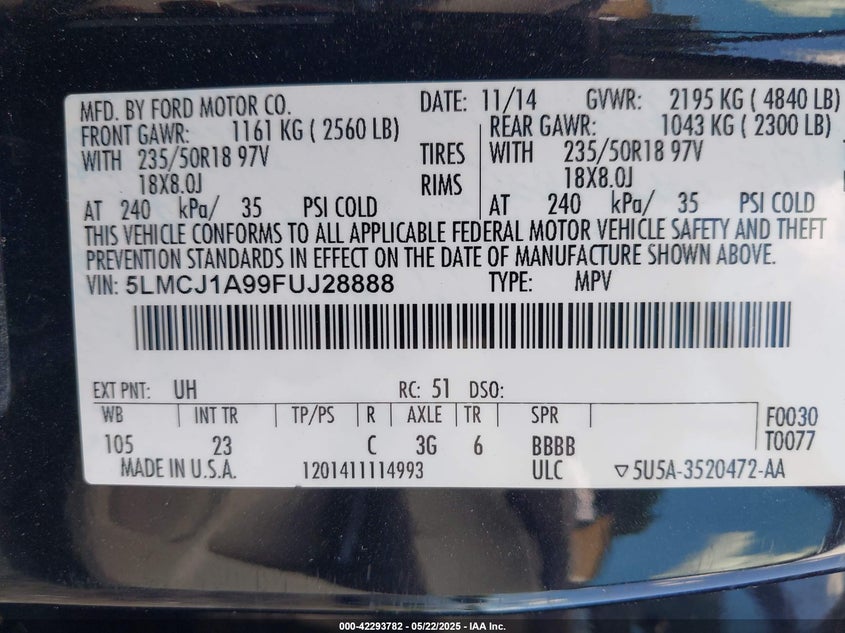 MFD. BY FORD MOTOR CO. DATE: 11/14 GVWR: 2195 KG ( 4840 LB)
FRONT GAWR: 1161 KG ( 2560 LB) REAR GAWR: 1043 KG ( 2300 LB)
WITH 235/50R18 97V TIRES WITH 235/50R18 97V
18X8.0J RIMS 18X8.0J
AT 240 kPa/ 35 PSI COLD AT 240 kPa/ 35 PSI COLD
THIS VEHICLE CONFORMS TO ALL APPLICABLE FEDERAL MOTOR VEHICLE SAFETY AND THEFT
PREVENTION STANDARDS IN EFFECT ON THE DATE OF MANUFACTURE SHOWN ABOVE.
VIN: 5LMCJ1A99FUJ28888 TYPE: MPV
EXT PNT: UH RC: 51 DSO:
WB INT TR TP/PS R AXLE TR SPR F0030
105 23 C 3G 6 BBBB T0077
MADE IN U.S.A. 1201411114993 ULC ▽5U5A-3520472-AA
000-42293782 - 05/22/2025 - IAA Inc.